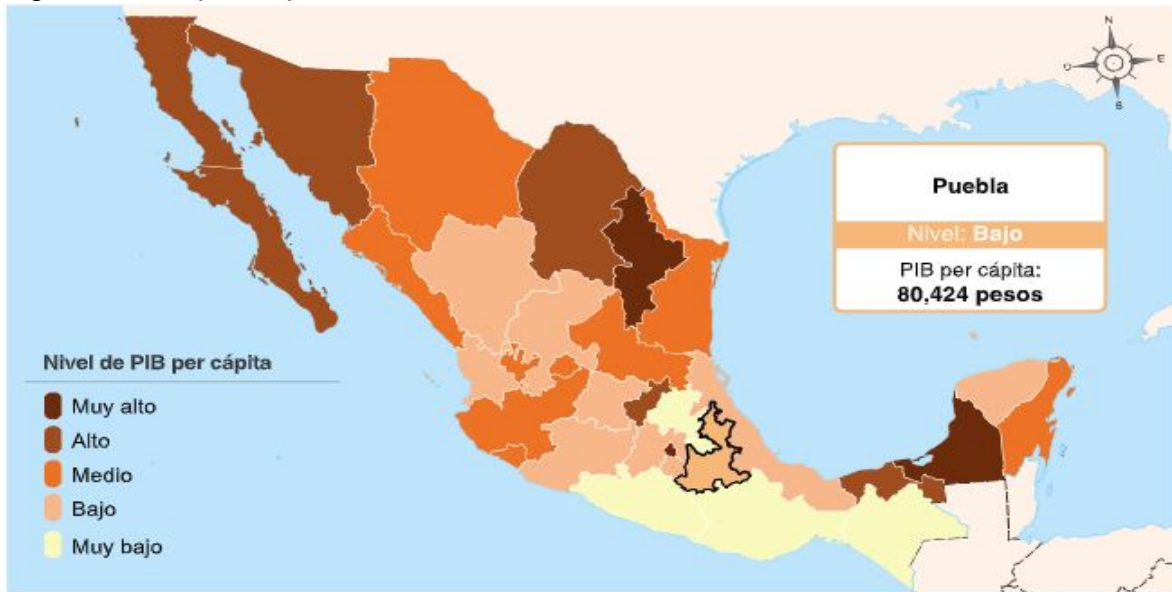 N
O
E
S
Puebla
Nivel: Bajo
PIB per cápita:
80,424 pesos
Nivel de PIB per cápita
Muy alto
Alto
Medio
Bajo
Muy bajo